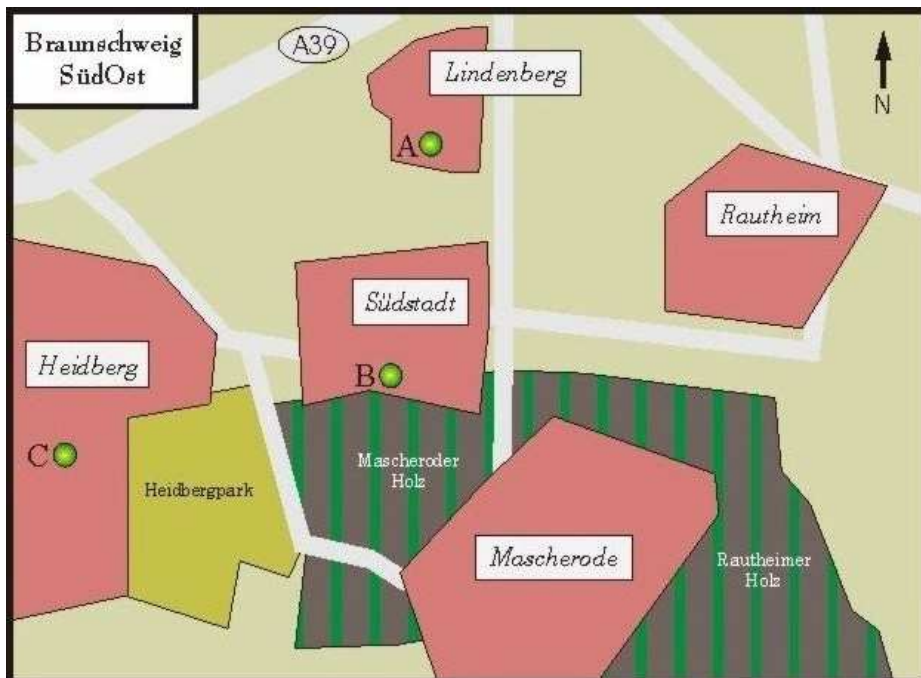 Braunschweig
SüdOst
A39
Lindenberg
N
A
Rautheim
Südstadt
Heidberg
B
C
Mascheroder
Holz
Heidbergpark
Mascherode
Rautheimer
Holz